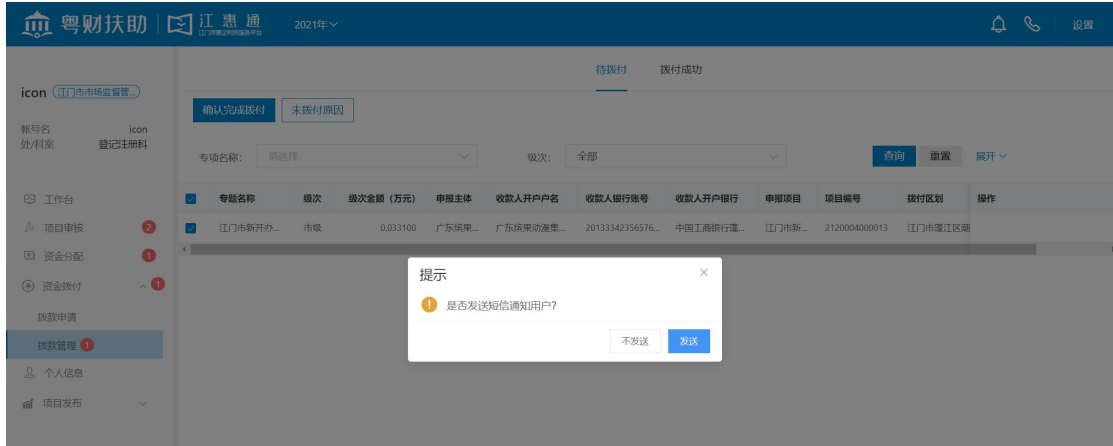 粤财扶助 江惠通 2021年 设置
江门市惠企利民服务平台
待拨付 拨付成功
icon 江门市市场监督管...
确认完成拨付 未拨付原因
帐号名 icon
处/科室 登记注册科
专项名称: 请选择 级次: 全部 查询 重置 展开
工作台
专题名称 级次 级次金额（万元） 申报主体 收款人开户户名 收款人银行账号 收款人开户银行 申报项目 项目编号 拨付区划 操作
项目审核 2
江门市新开办... 市级 0.033100 广东缤果... 广东缤果动漫集... 20133342356576... 中国工商银行蓬... 江门市新... 2120004000013 江门市蓬江区潮
资金分配 1
资金拨付 1
提示
是否发送短信通知用户?
不发送 发送
拨款申请
拨款管理 1
个人信息
项目发布